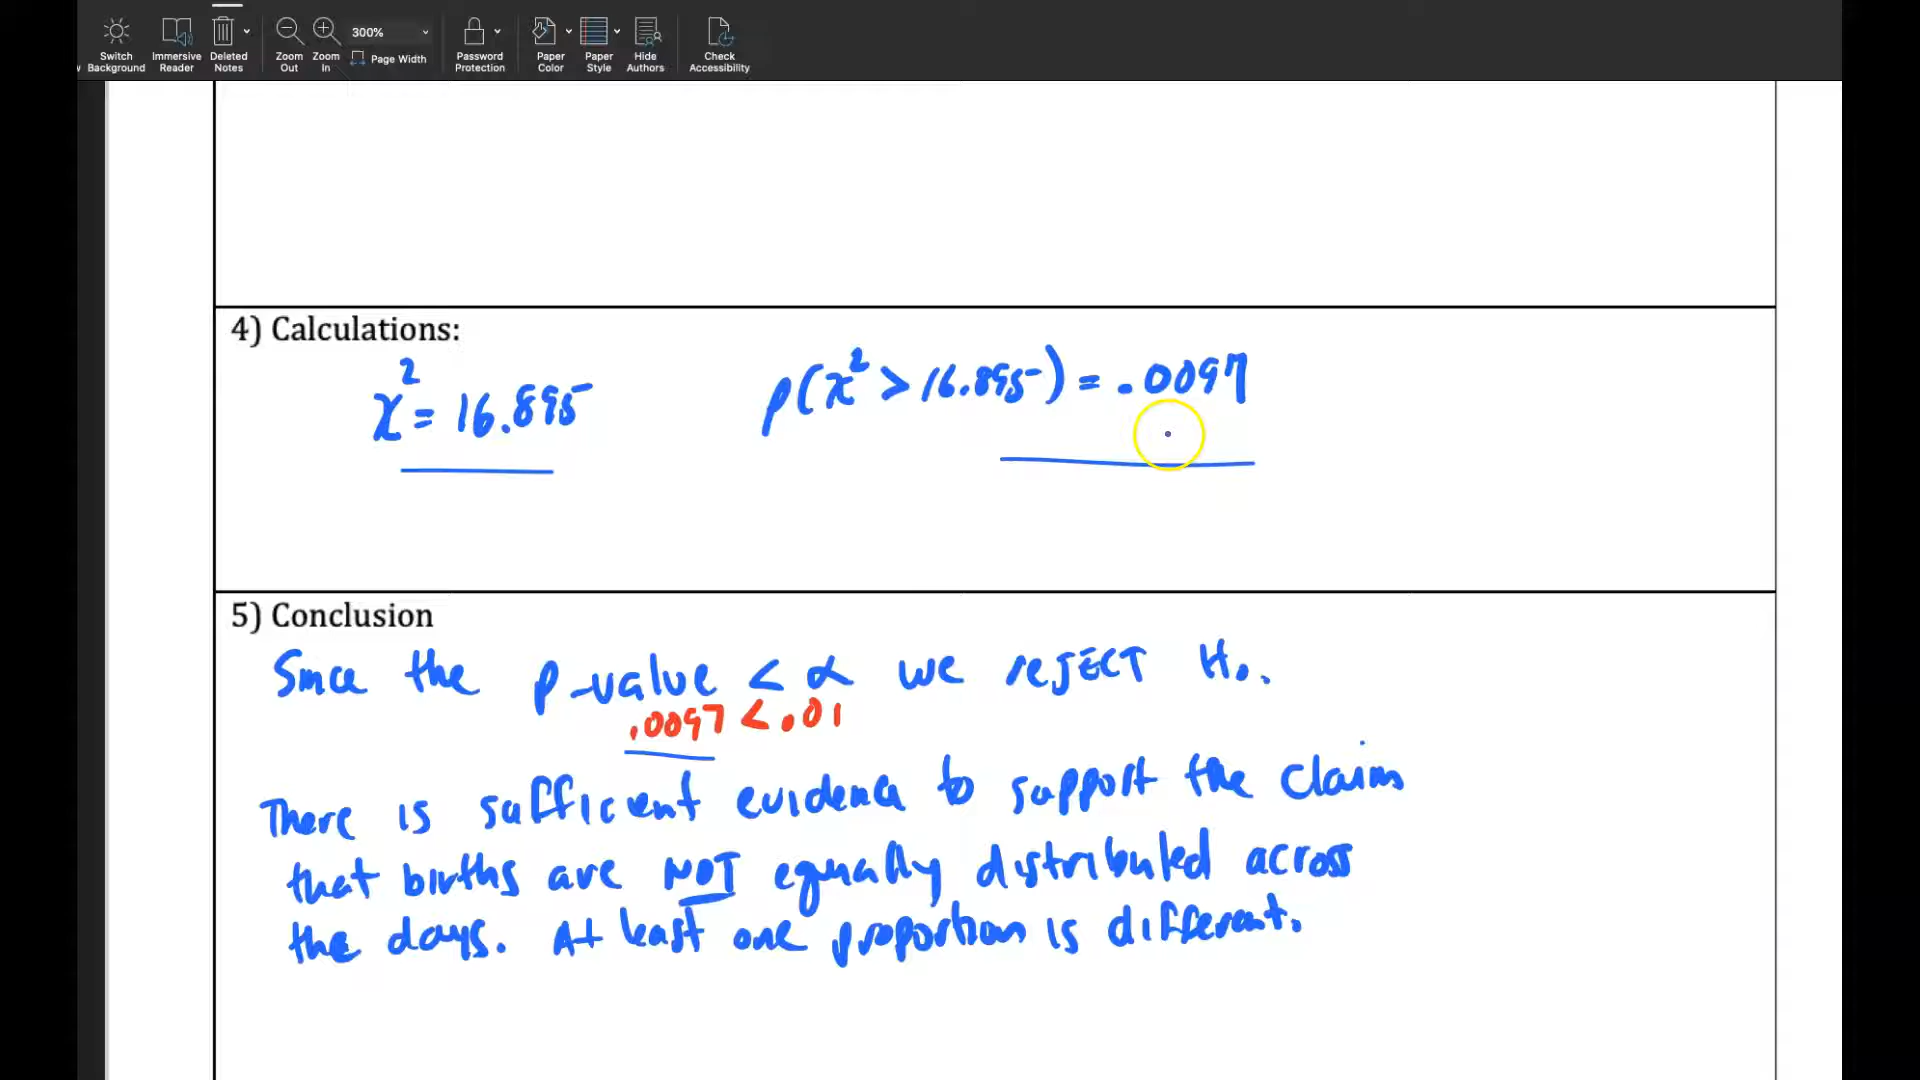 Switch Background
Immersive Reader
Deleted Notes
Zoom Out
Zoom In
300%
Page Width
Password Protection
Paper Color
Paper Style
Hide Authors
Check Accessibility
4) Calculations:
χ² = 16.895
p(χ² > 16.895) = .0097
5) Conclusion
Since the p-value < α we reJECT H₀.
.0097 < .01
There is sufficient evidence to support the claim
that births are NOT equally distributed across
the days. At least one proportion is different.